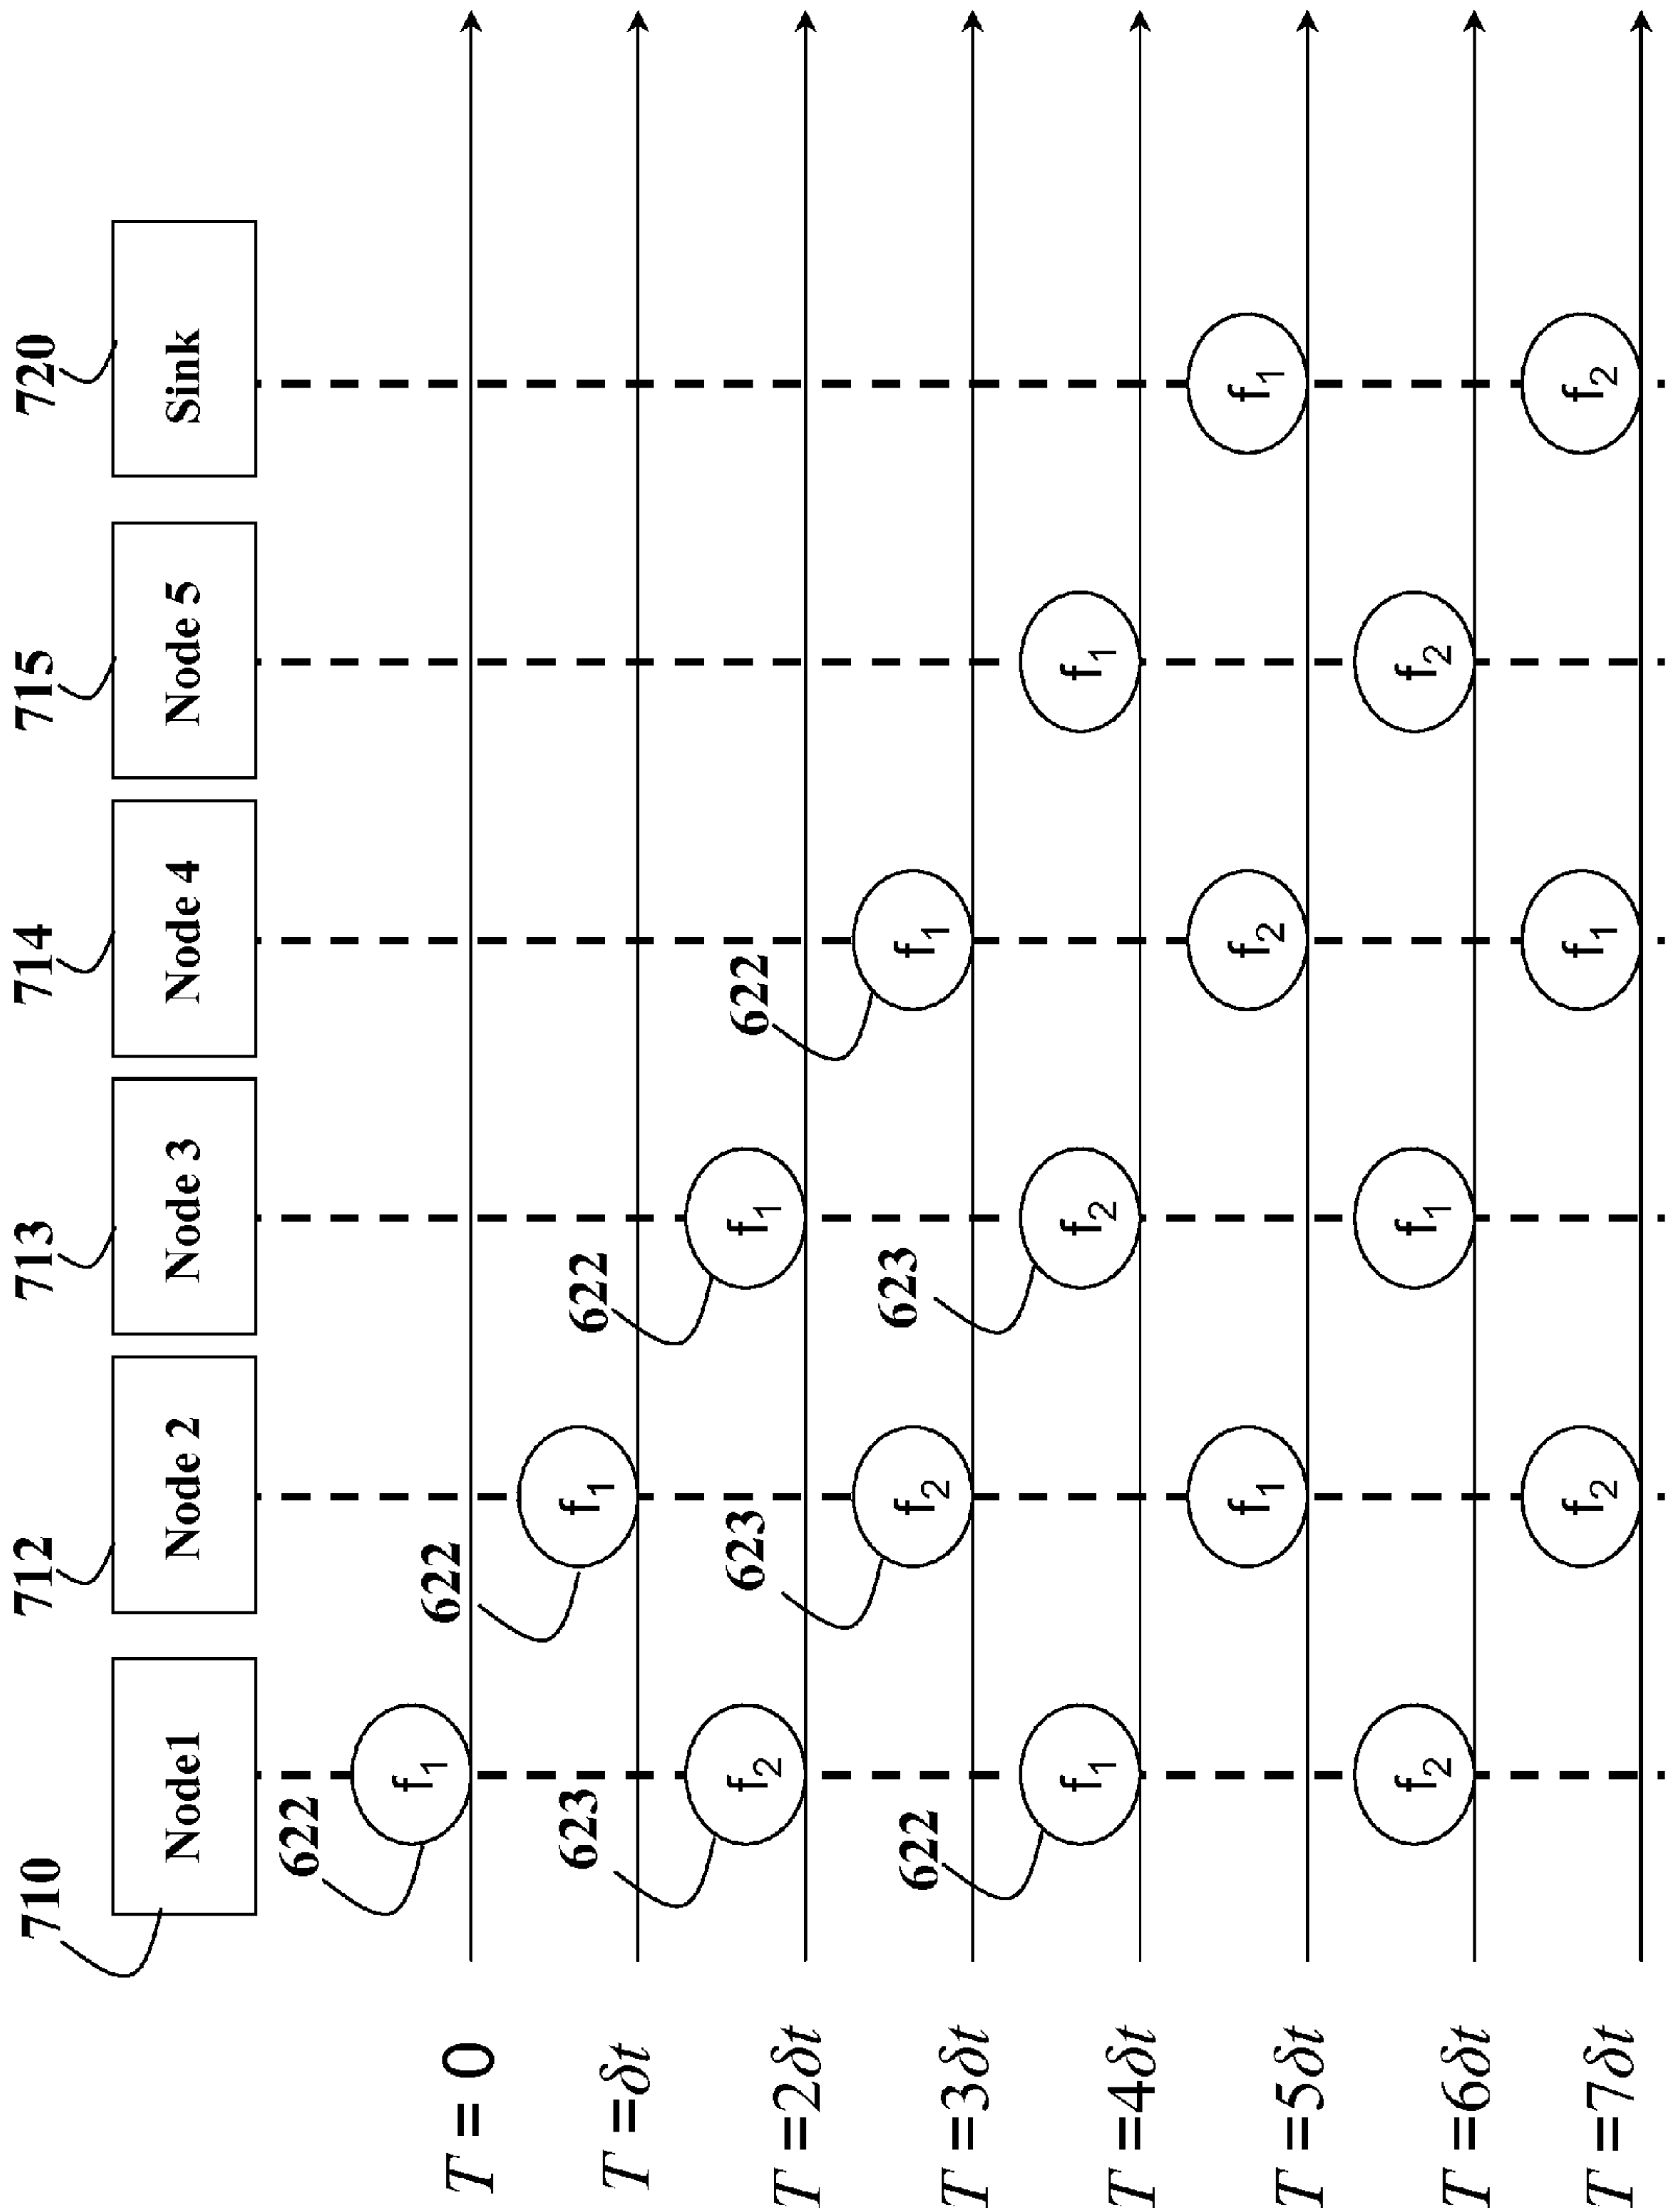 710 712 713 714 715 720
Node1 Node 2 Node 3 Node 4 Node 5 Sink
622
f1
T = 0
622
f1
T =δt
623 622
f2 f1
T =2δt
623 622
f2 f1
T =3δt
622 623
f1 f2 f1
T =4δt
f1 f2 f1
T =5δt
f2 f1 f2
T =6δt
f2 f1 f2
T =7δt